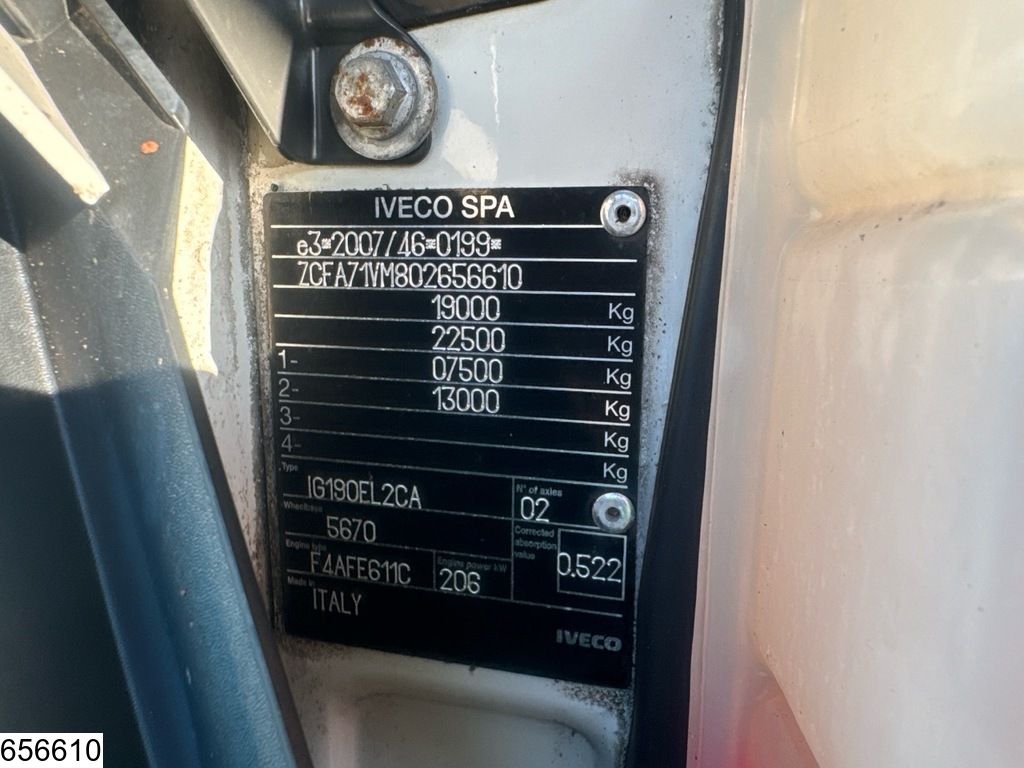 IVECO SPA
e3*2007/46*0199*
ZCFA71VM802656610
19000 Kg
22500 Kg
1- 07500 Kg
2- 13000 Kg
3- Kg
4- Kg
Type IG190EL2CA
N° of axles 02
Wheelbase 5670
Corrected absorption value 0.522
Engine type F4AFE611C
Engine power kW 206
Made in ITALY
IVECO
656610